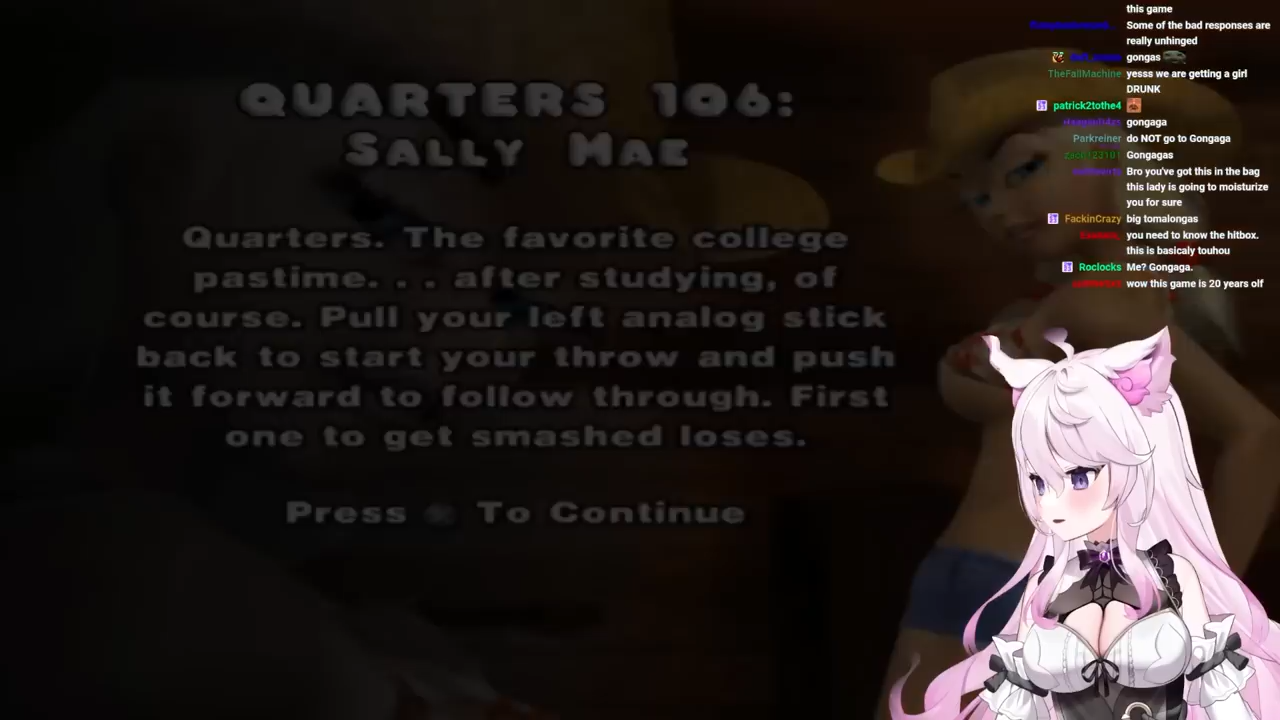 QUARTERS 106:
SALLY MAE
Quarters. The favorite college
pastime. . . after studying, of
course. Pull your left analog stick
back to start your throw and push
it forward to follow through. First
one to get smashed loses.
Press To Continue
this game
Some of the bad responses are
really unhinged
gongas
TheFallMachine yesss we are getting a girl
DRUNK
patrick2tothe4
gongaga
Parkreiner do NOT go to Gongaga
Gongagas
Bro you've got this in the bag
this lady is going to moisturize
you for sure
FackinCrazy big tomalongas
you need to know the hitbox.
this is basicaly touhou
Roclocks Me? Gongaga.
wow this game is 20 years olf